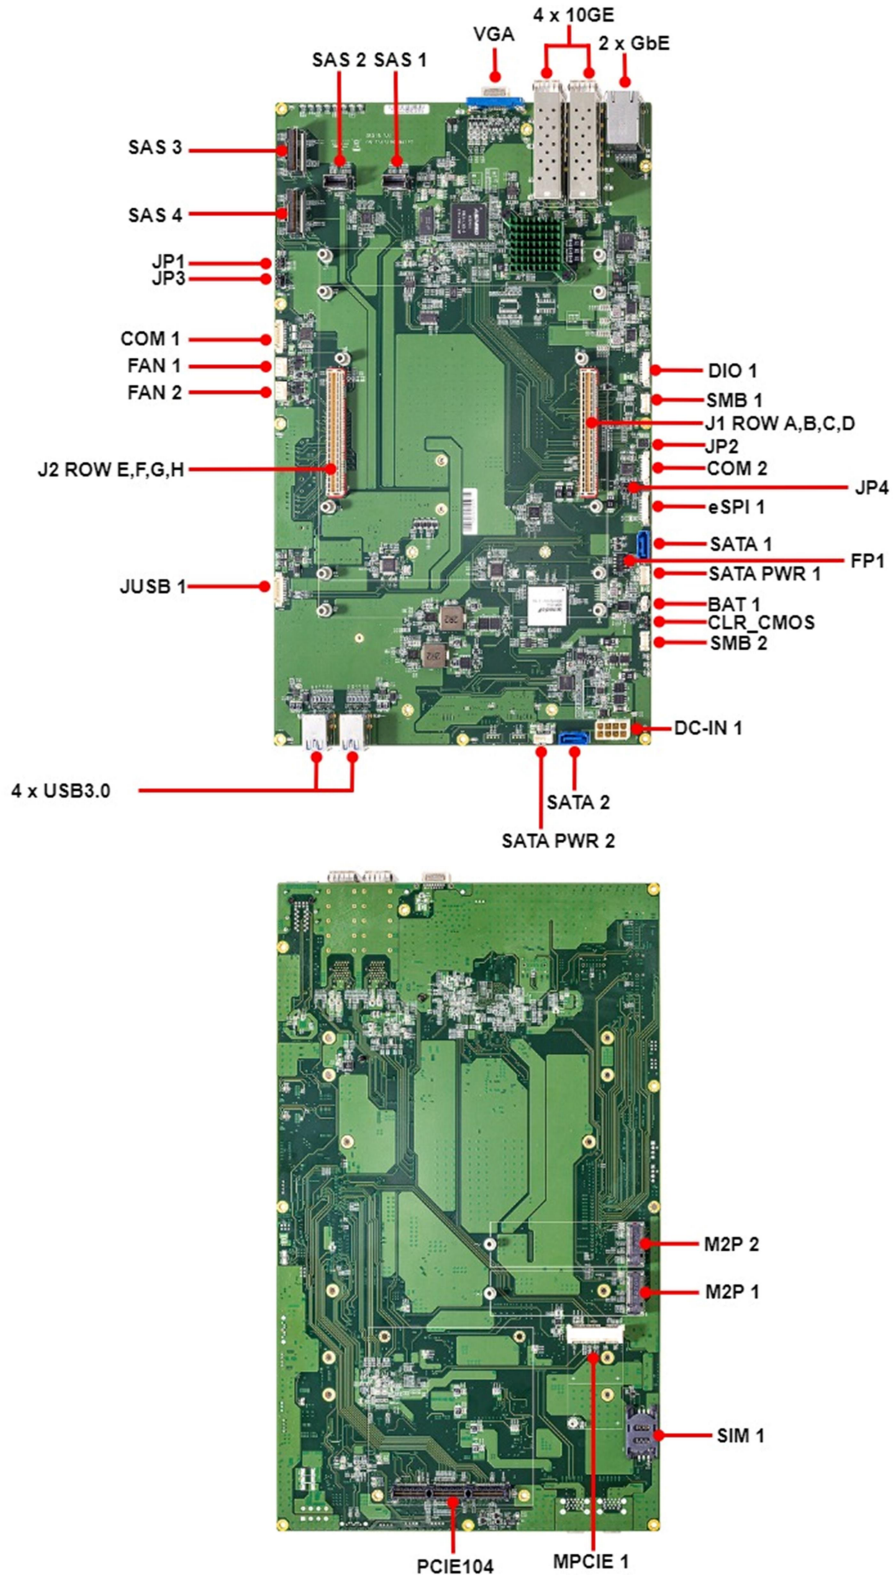 4 x 10GE
VGA
2 x GbE
SAS 2
SAS 1
SAS 3
SAS 4
JP1
JP3
COM 1
FAN 1
FAN 2
DIO 1
SMB 1
J1 ROW A,B,C,D
JP2
COM 2
J2 ROW E,F,G,H
JP4
eSPI 1
SATA 1
FP1
SATA PWR 1
JUSB 1
BAT 1
CLR_CMOS
SMB 2
2R2
2R2
DC-IN 1
4 x USB3.0
SATA 2
SATA PWR 2
M2P 2
M2P 1
SIM 1
MPCIE 1
PCIE104